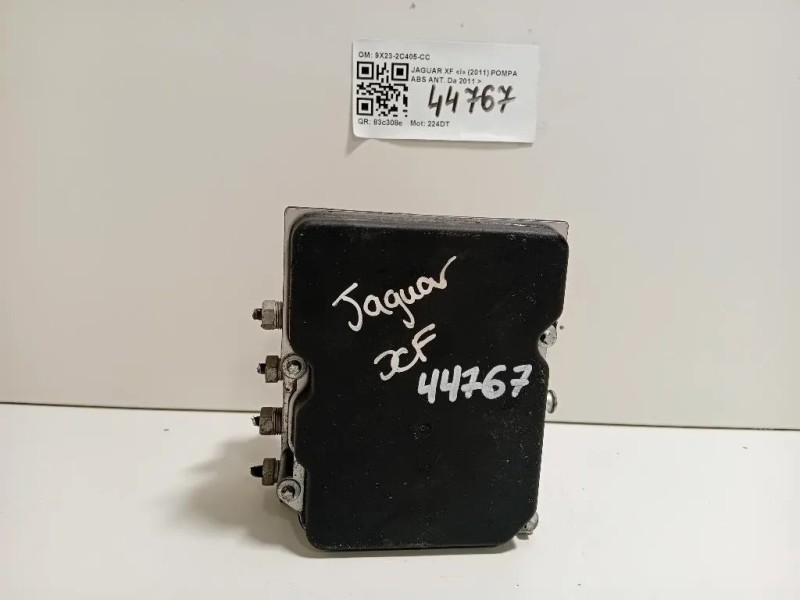 OM: 9X23-2C405-CC
JAGUAR XF <l> (2011) POMPA
ABS ANT. Da 2011 >
44767
QR: 83c308e Mot: 224DT
Jaguar
XF
44767